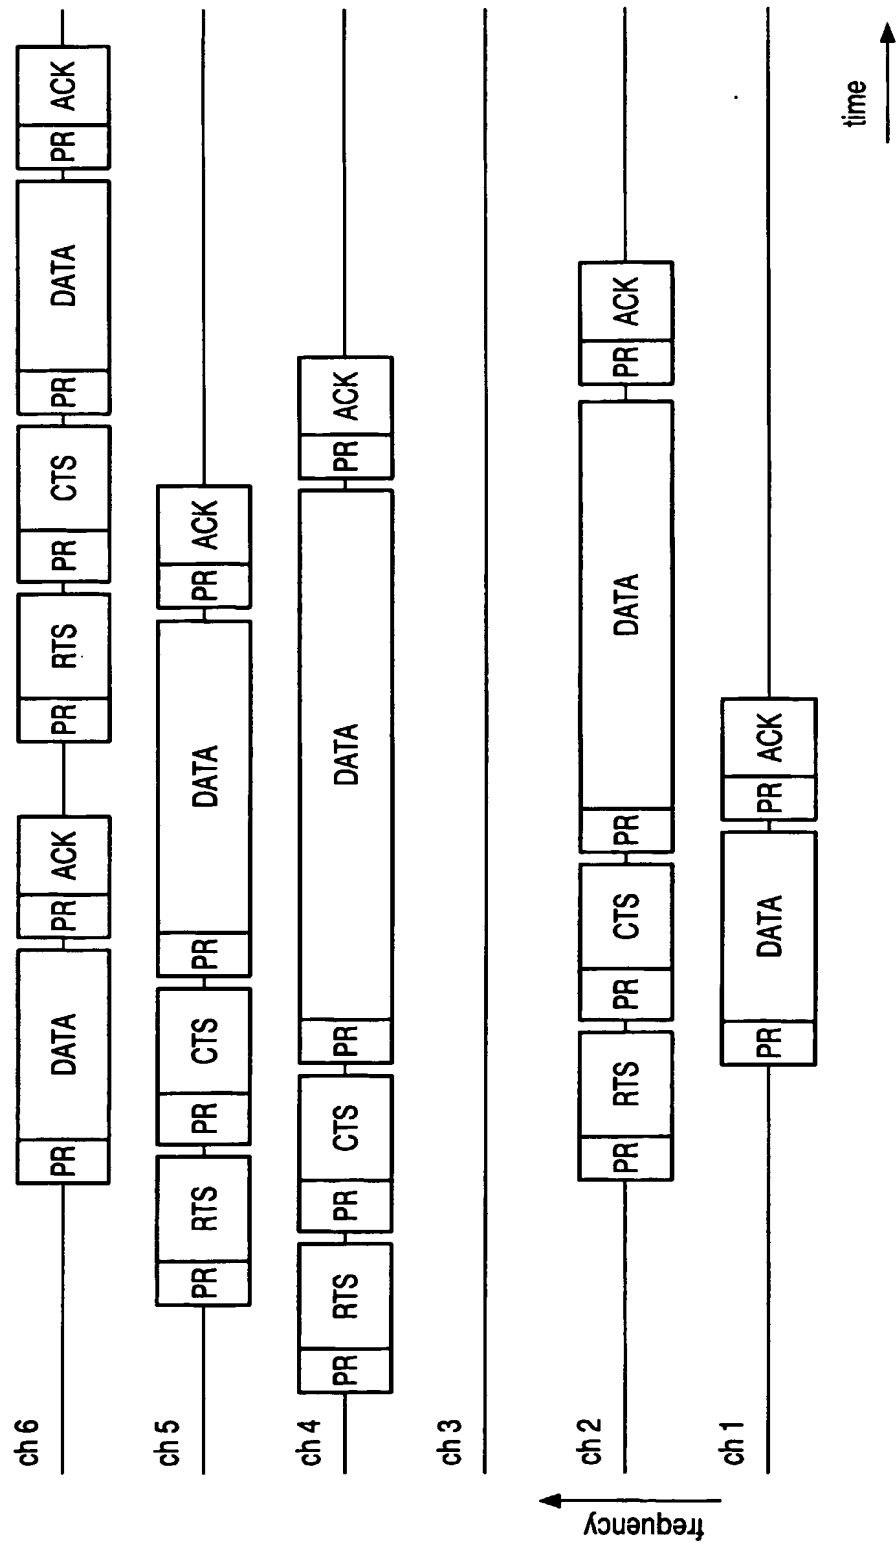 ch 6
PR DATA PR ACK PR RTS PR CTS PR DATA PR ACK
ch 5
PR RTS PR CTS PR DATA PR ACK
ch 4
PR RTS PR CTS PR DATA PR ACK
ch 3
ch 2
PR RTS PR CTS PR DATA PR ACK
ch 1
PR DATA PR ACK
frequency
time